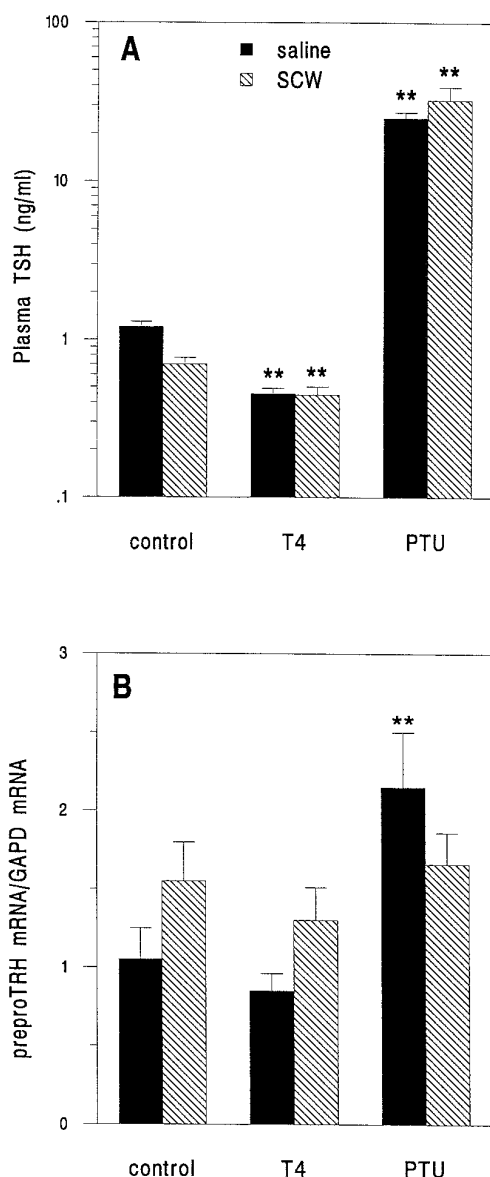 100
A
saline
SCW
**
**
10
Plasma TSH (ng/ml)
1
**
**
.1
control
T4
PTU
3
B
**
2
preproTRH mRNA/GAPD mRNA
1
0
control
T4
PTU